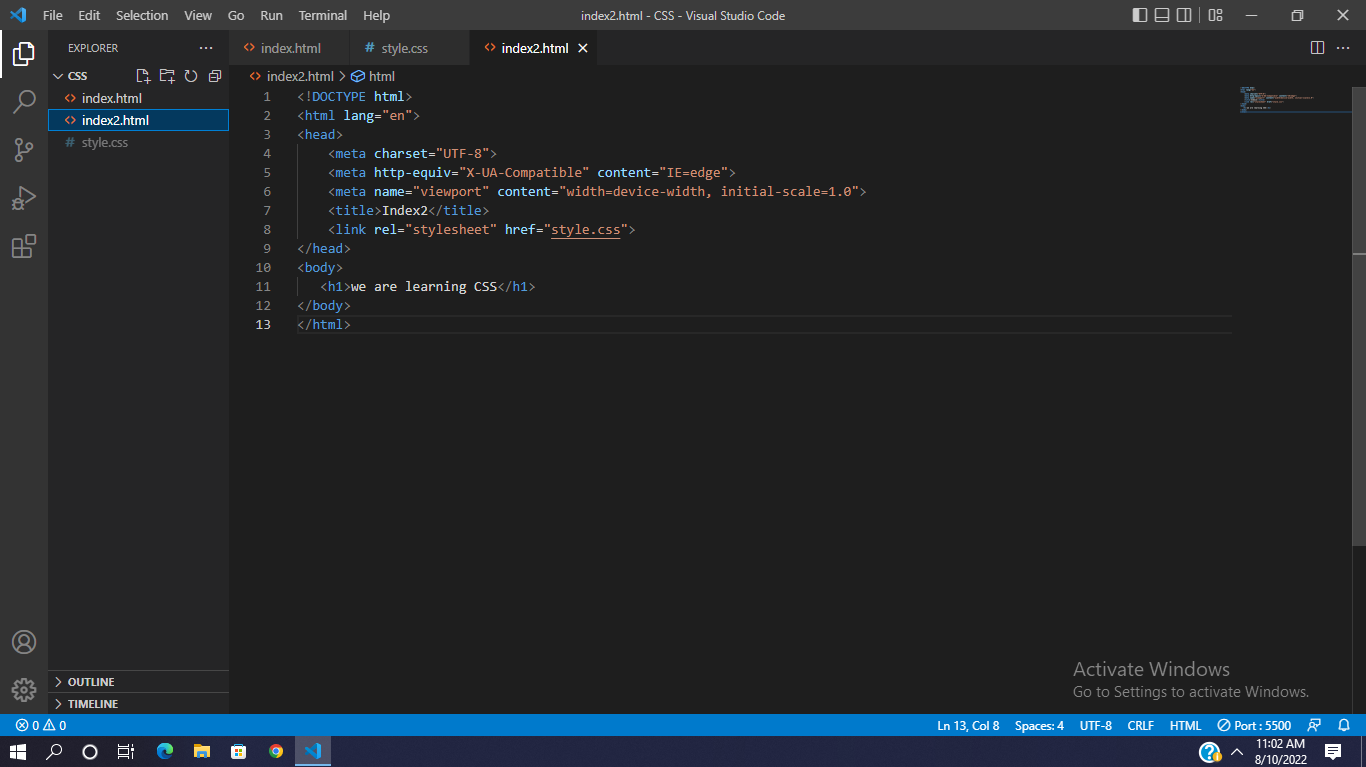 File Edit Selection View Go Run Terminal Help index2.html - CSS - Visual Studio Code
EXPLORER
index.html # style.css index2.html
CSS
index2.html > html
index.html
index2.html
# style.css
1 <!DOCTYPE html>
2 <html lang="en">
3 <head>
4 <meta charset="UTF-8">
5 <meta http-equiv="X-UA-Compatible" content="IE=edge">
6 <meta name="viewport" content="width=device-width, initial-scale=1.0">
7 <title>Index2</title>
8 <link rel="stylesheet" href="style.css">
9 </head>
10 <body>
11 <h1>we are learning CSS</h1>
12 </body>
13 </html>
OUTLINE
TIMELINE
Activate Windows
Go to Settings to activate Windows.
0 0 Ln 13, Col 8 Spaces: 4 UTF-8 CRLF HTML Port : 5500
11:02 AM
8/10/2022